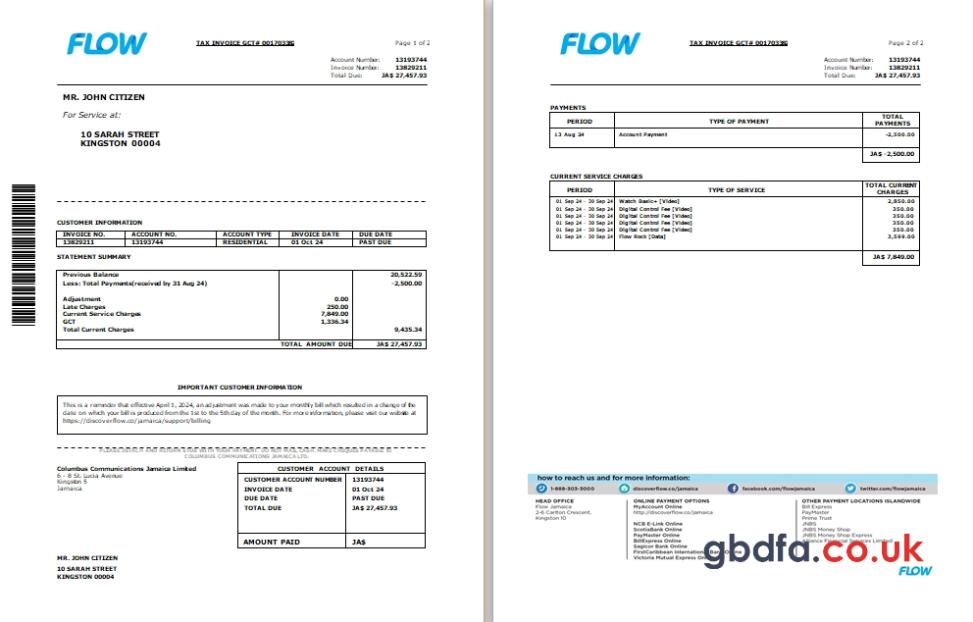 FLOW
TAX INVOICE GCT# 00170335
Page 1 of 2
Account Number: 13193744
Invoice Number: 13829211
Total Due: JA$ 27,457.93
MR. JOHN CITIZEN
For Service at:
10 SARAH STREET
KINGSTON 00004
CUSTOMER INFORMATION
INVOICE NO. ACCOUNT NO. ACCOUNT TYPE INVOICE DATE DUE DATE
13829211 13193744 RESIDENTIAL 01 Oct 24 PAST DUE
STATEMENT SUMMARY
Previous Balance 20,522.59
Less: Total Payments(received by 31 Aug 24) -2,500.00
Adjustment 0.00
Late Charges 250.00
Current Service Charges 7,849.00
GCT 1,336.34
Total Current Charges 9,435.34
TOTAL AMOUNT DUE JA$ 27,457.93
IMPORTANT CUSTOMER INFORMATION
This is a reminder that effective April 1, 2024, an adjustment was made to your monthly bill which resulted in a change of the
date on which your bill is produced from the 1st to the 5th day of the month. For more information, please visit our website at
https://discoverflow.co/jamaica/support/billing
PLEASE DETACH AND RETURN STUB WITH YOUR PAYMENT. DO NOT MAIL CASH. MAKE CHEQUES PAYABLE TO
COLUMBUS COMMUNICATIONS JAMAICA LTD.
Columbus Communications Jamaica Limited
6 - 8 St. Lucia Avenue
Kingston 5
Jamaica
CUSTOMER ACCOUNT DETAILS
CUSTOMER ACCOUNT NUMBER 13193744
INVOICE DATE 01 Oct 24
DUE DATE PAST DUE
TOTAL DUE JA$ 27,457.93
AMOUNT PAID JA$
MR. JOHN CITIZEN
10 SARAH STREET
KINGSTON 00004
FLOW
TAX INVOICE GCT# 00170335
Page 2 of 2
Account Number: 13193744
Invoice Number: 13829211
Total Due: JA$ 27,457.93
PAYMENTS
PERIOD TYPE OF PAYMENT TOTAL PAYMENTS
13 Aug 24 Account Payment -2,500.00
JA$ -2,500.00
CURRENT SERVICE CHARGES
PERIOD TYPE OF SERVICE TOTAL CURRENT CHARGES
01 Sep 24 - 30 Sep 24 Watch Basic+ [Video] 2,850.00
01 Sep 24 - 30 Sep 24 Digital Control Fee [Video] 350.00
01 Sep 24 - 30 Sep 24 Digital Control Fee [Video] 350.00
01 Sep 24 - 30 Sep 24 Digital Control Fee [Video] 350.00
01 Sep 24 - 30 Sep 24 Digital Control Fee [Video] 350.00
01 Sep 24 - 30 Sep 24 Flow Rock [Data] 3,599.00
JA$ 7,849.00
how to reach us and for more information:
1-888-303-3000 discoverflow.co/jamaica facebook.com/flowjamaica twitter.com/flowjamaica
HEAD OFFICE
Flow Jamaica
2-6 Carlton Crescent,
Kingston 10
ONLINE PAYMENT OPTIONS
MyAccount Online
http://discoverflow.co/jamaica
NCB E-Link Online
ScotiaBank Online
PayMaster Online
BillExpress Online
Sagicor Bank Online
FirstCaribbean International Bank Online
Victoria Mutual Express Online
OTHER PAYMENT LOCATIONS ISLANDWIDE
Bill Express
PayMaster
Prime Trust
JNBS
JNBS Money Shop
JNBS Money Shop Express
Alliance Financial Services Limited
gbdfa.co.uk
FLOW